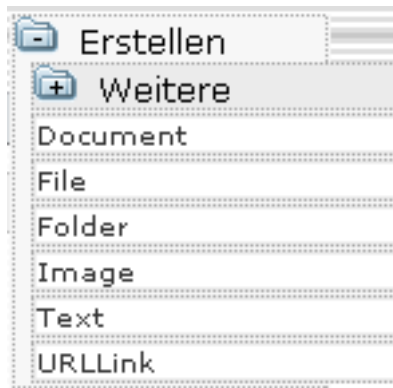 Erstellen
Weitere
Document
File
Folder
Image
Text
URLLink